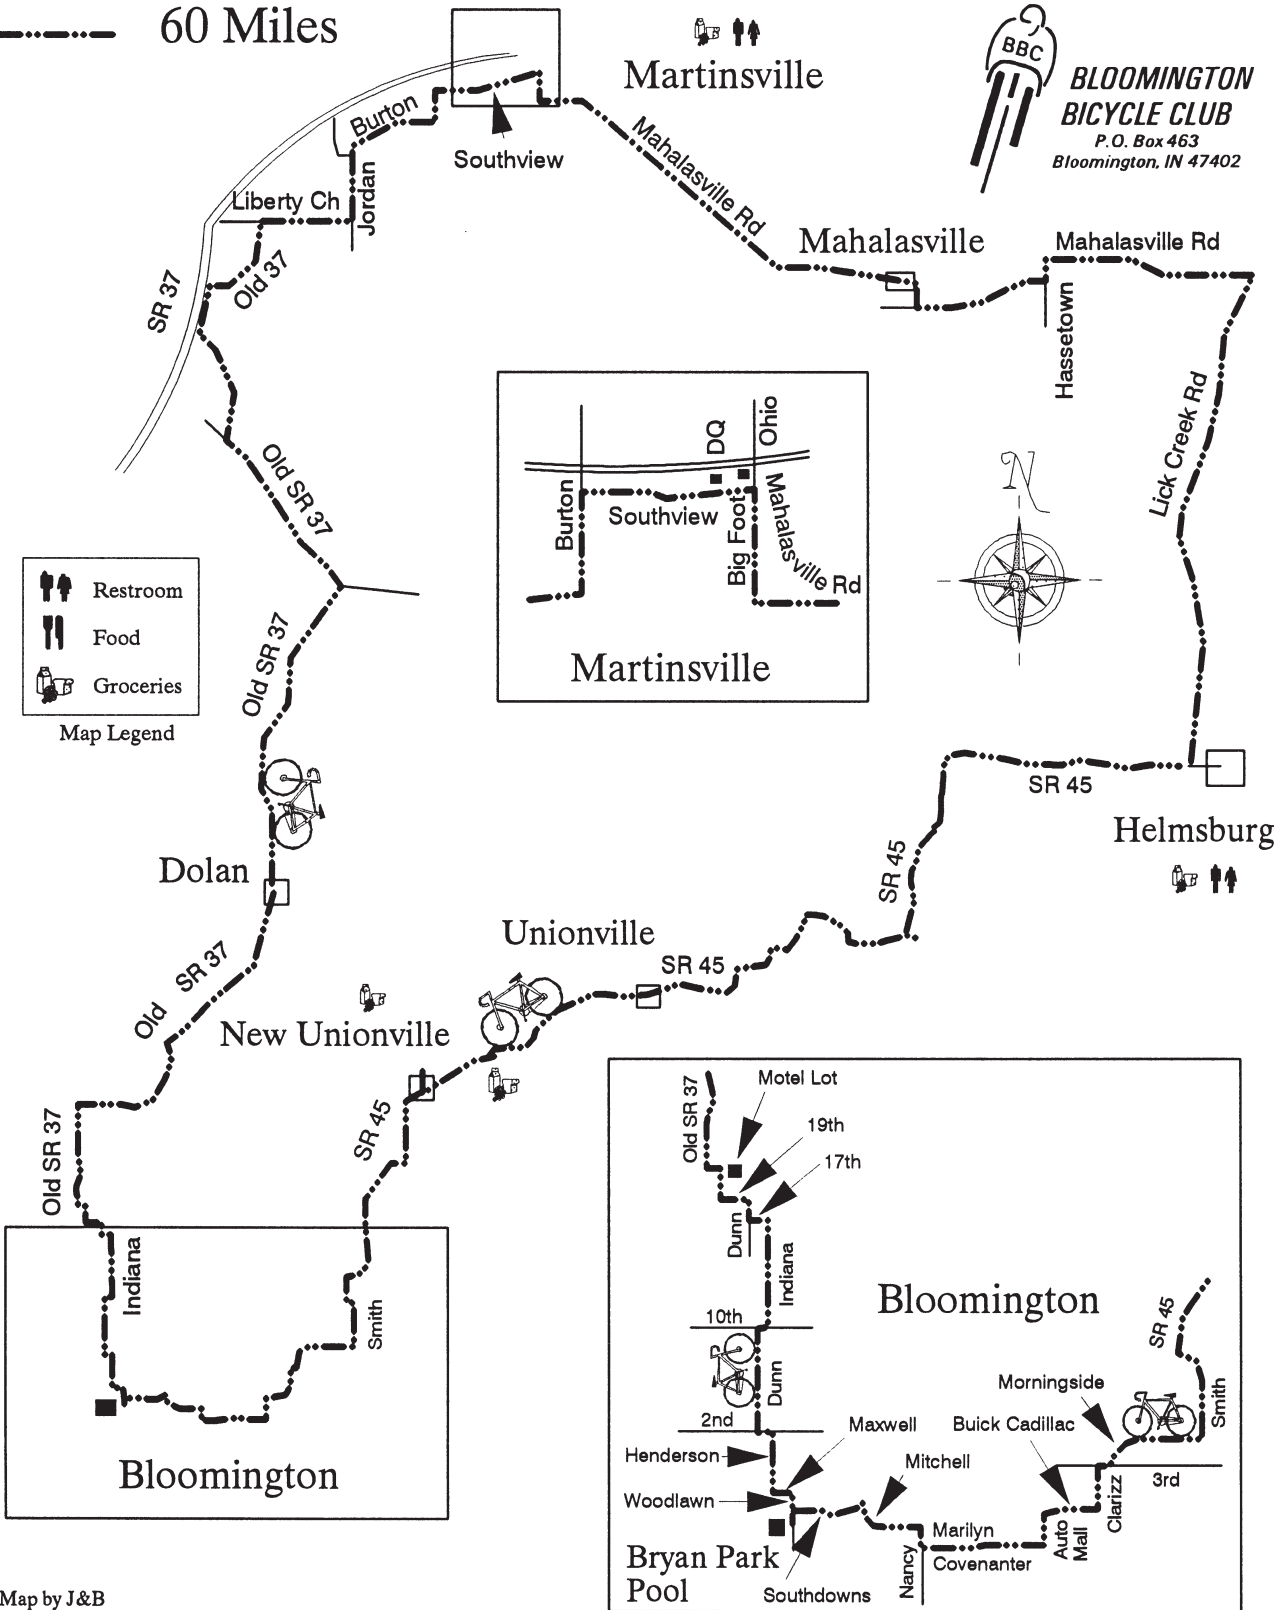 60 Miles
Martinsville
BBC
BLOOMINGTON
BICYCLE CLUB
P.O. Box 463
Bloomington, IN 47402
Burton
Southview
Mahalasville Rd
Liberty Ch
Jordan
Old 37
SR 37
Mahalasville
Mahalasville Rd
Hassetown
Lick Creek Rd
N
Old SR 37
Burton
Southview
DQ
Ohio
Big Foot
Mahalasville Rd
Martinsville
Restroom
Food
Groceries
Map Legend
Old SR 37
SR 45
Helmsburg
SR 45
Dolan
Unionville
SR 45
Old SR 37
New Unionville
SR 45
Old SR 37
Indiana
Smith
Bloomington
Old SR 37
Motel Lot
19th
17th
Dunn
Indiana
Bloomington
10th
Dunn
2nd
SR 45
Morningside
Smith
Maxwell
Buick Cadillac
Henderson
Mitchell
3rd
Woodlawn
Clarizz
Marilyn
Auto
Mall
Bryan Park
Pool
Covenanter
Nancy
Southdowns
Map by J&B